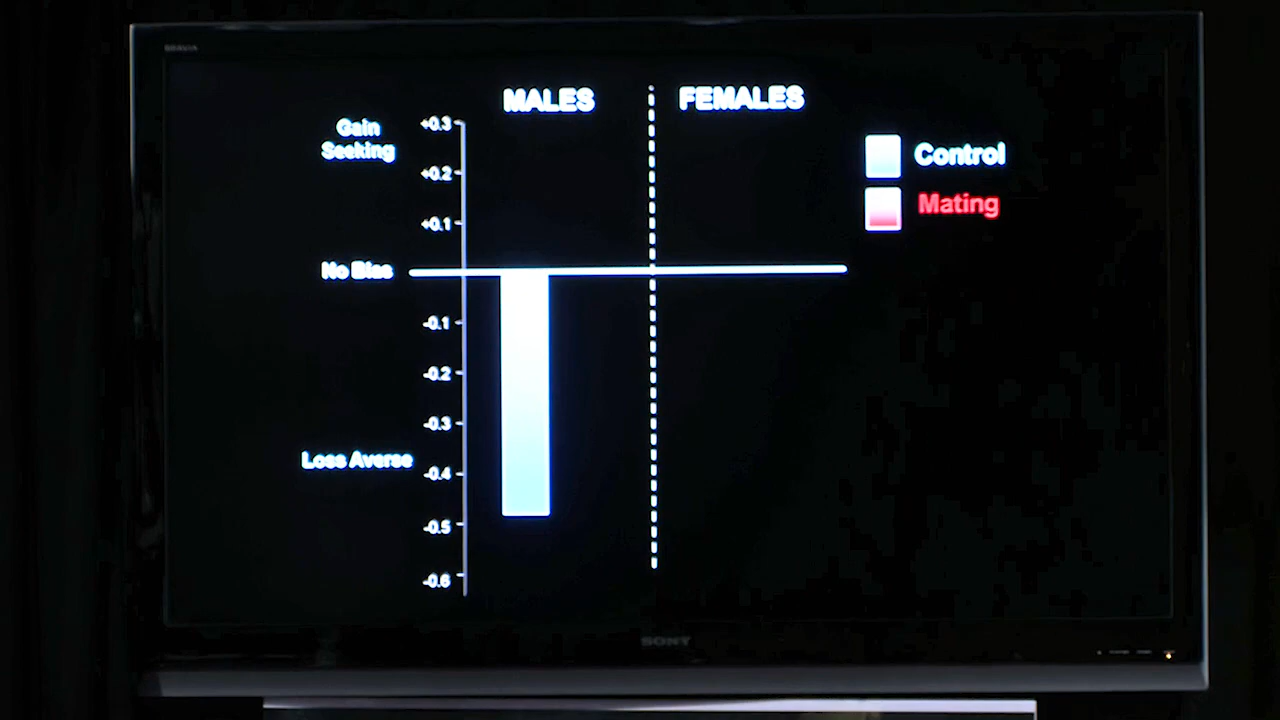 BRAVIA
MALES
FEMALES
Gain
Seeking
+0.3
+0.2
+0.1
No Bias
-0.1
-0.2
-0.3
Loss Averse
-0.4
-0.5
-0.6
Control
Mating
SONY